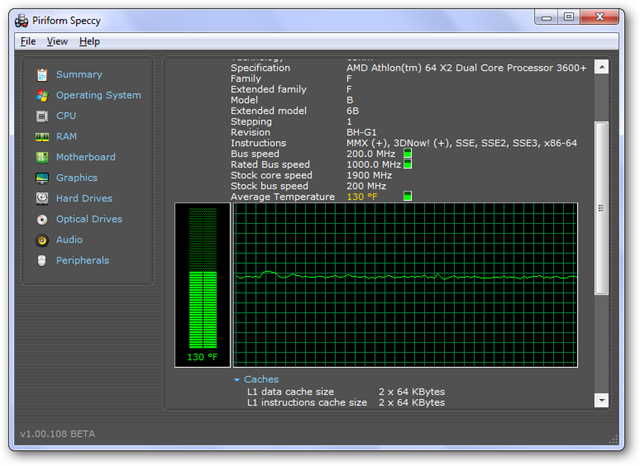 Piriform Speccy
File View Help
Summary
Operating System
CPU
RAM
Motherboard
Graphics
Hard Drives
Optical Drives
Audio
Peripherals
Specification AMD Athlon(tm) 64 X2 Dual Core Processor 3600+
Family F
Extended family F
Model B
Extended model 6B
Stepping 1
Revision BH-G1
Instructions MMX (+), 3DNow! (+), SSE, SSE2, SSE3, x86-64
Bus speed 200.0 MHz
Rated Bus speed 1000.0 MHz
Stock core speed 1900 MHz
Stock bus speed 200 MHz
Average Temperature 130 °F
130 °F
Caches
L1 data cache size 2 x 64 KBytes
L1 instructions cache size 2 x 64 KBytes
v1.00.108 BETA